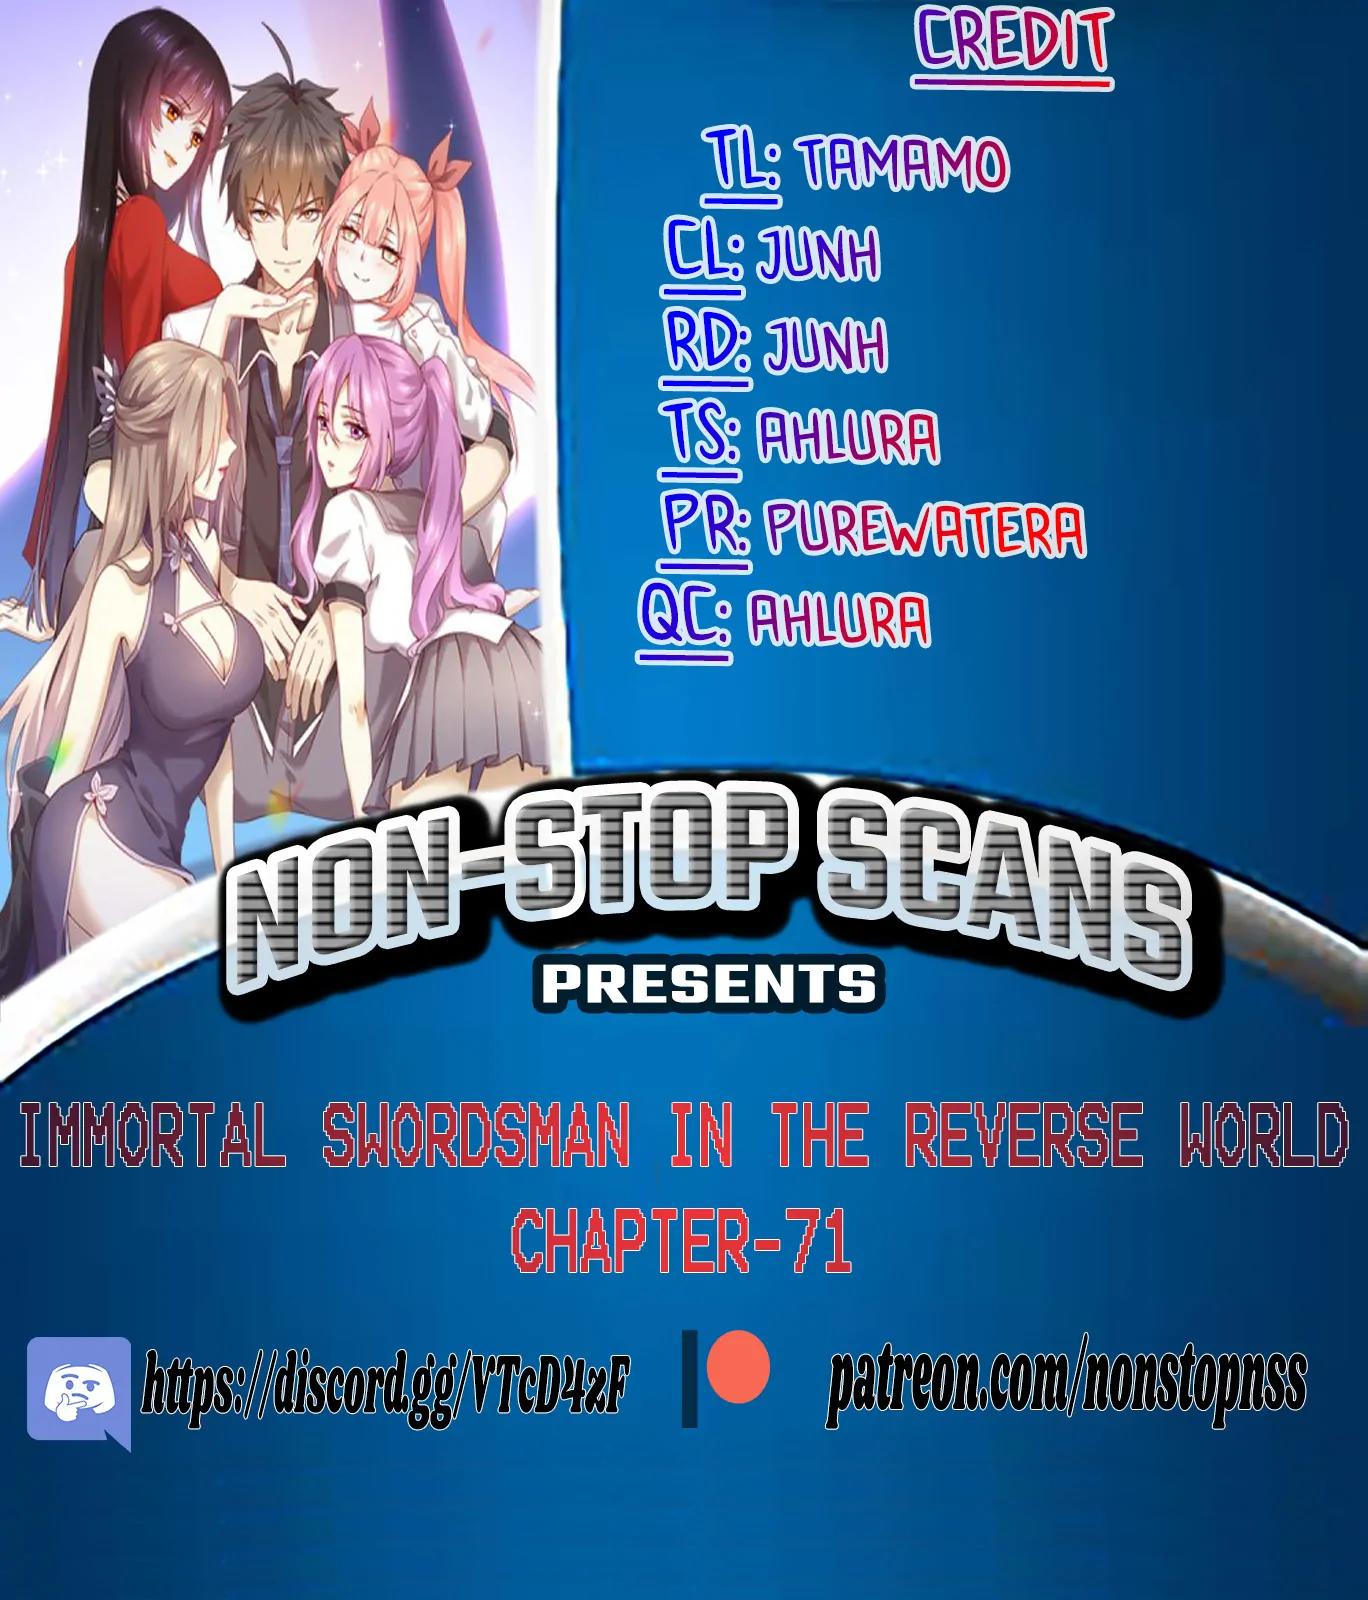 CREDIT
TL: TAMAMO
CL: JUNH
RD: JUNH
TS: AHLURA
PR: PUREWATERA
QC: AHLURA
NON-STOP SCANS
PRESENTS
IMMORTAL SWORDSMAN IN THE REVERSE WORLD
CHAPTER-71
https://discord.gg/VTcD4zF
patreon.com/nonstopnss